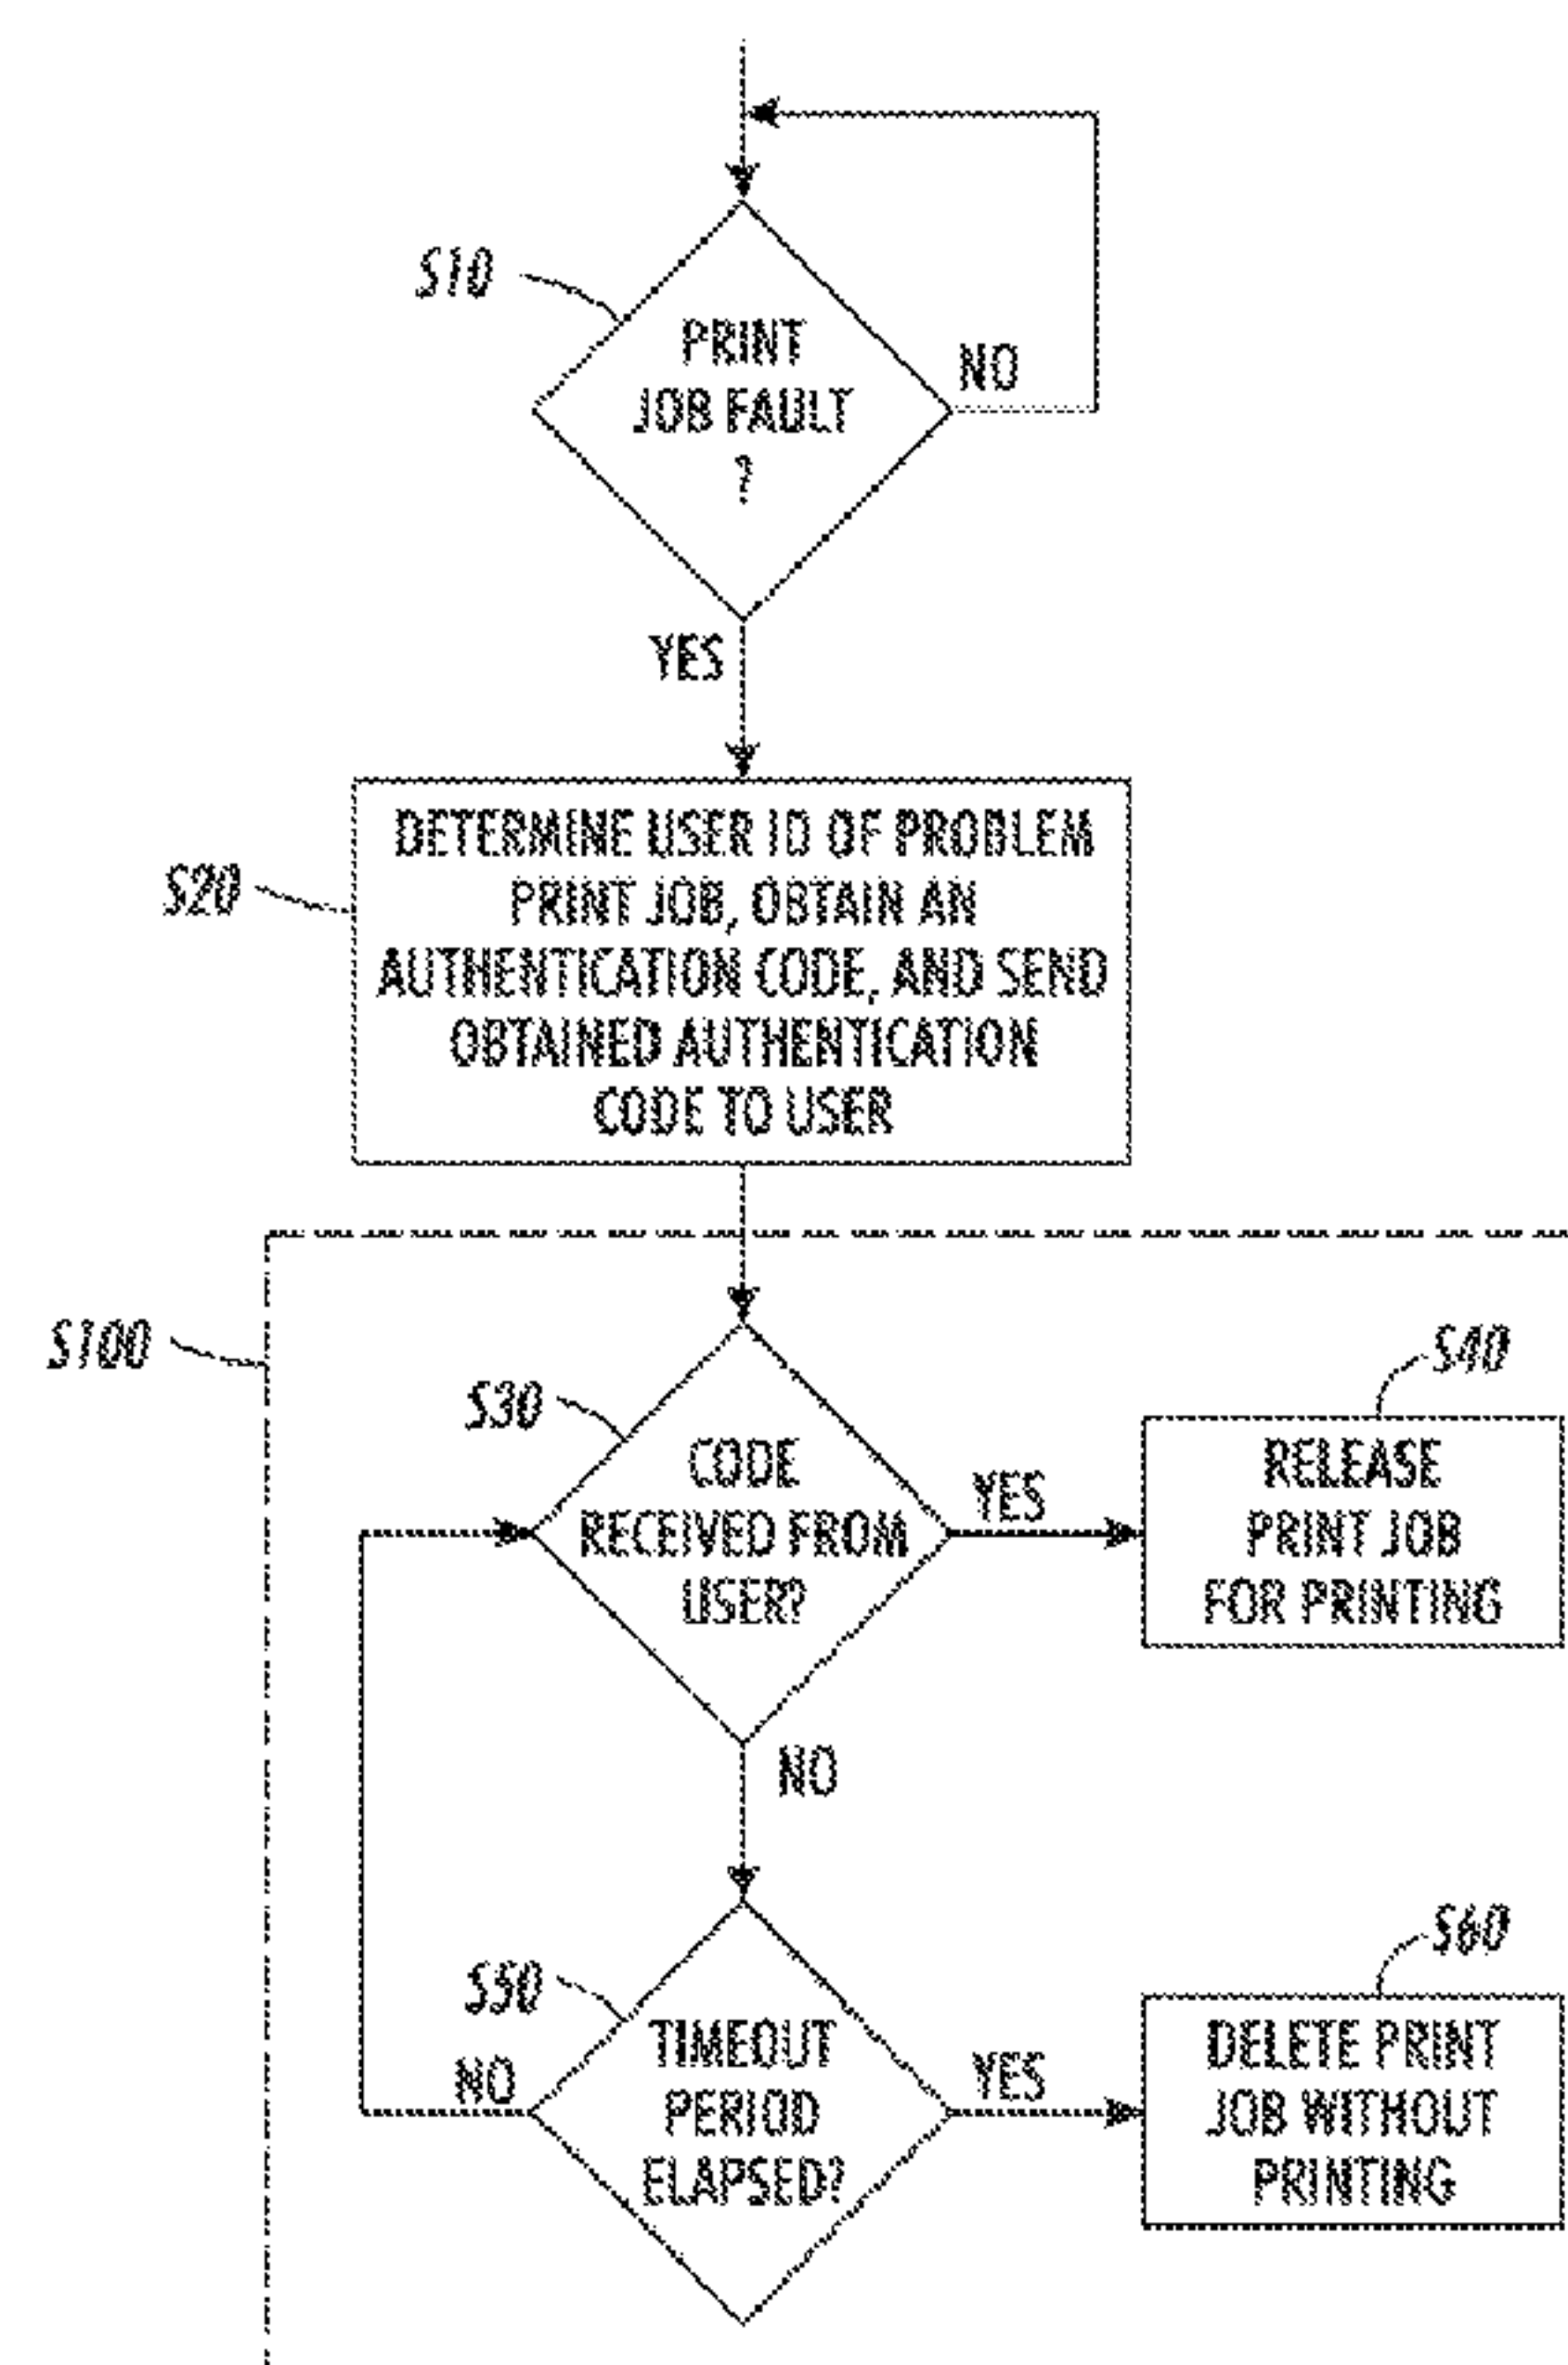 S10
PRINT
JOB FAULT
?
NO
YES
S20
DETERMINE USER ID OF PROBLEM
PRINT JOB, OBTAIN AN
AUTHENTICATION CODE, AND SEND
OBTAINED AUTHENTICATION
CODE TO USER
S100
S30
CODE
RECEIVED FROM
USER?
YES
S40
RELEASE
PRINT JOB
FOR PRINTING
NO
S50
TIMEOUT
PERIOD
ELAPSED?
NO
YES
S60
DELETE PRINT
JOB WITHOUT
PRINTING